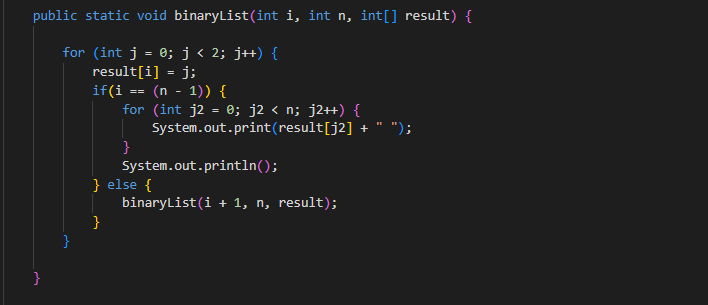 public static void binaryList(int i, int n, int[] result) {
for (int j = 0; j < 2; j++) {
result[i] = j;
if(i == (n - 1)) {
for (int j2 = 0; j2 < n; j2++) {
System.out.print(result[j2] + " ");
}
System.out.println();
} else {
binaryList(i + 1, n, result);
}
}
}